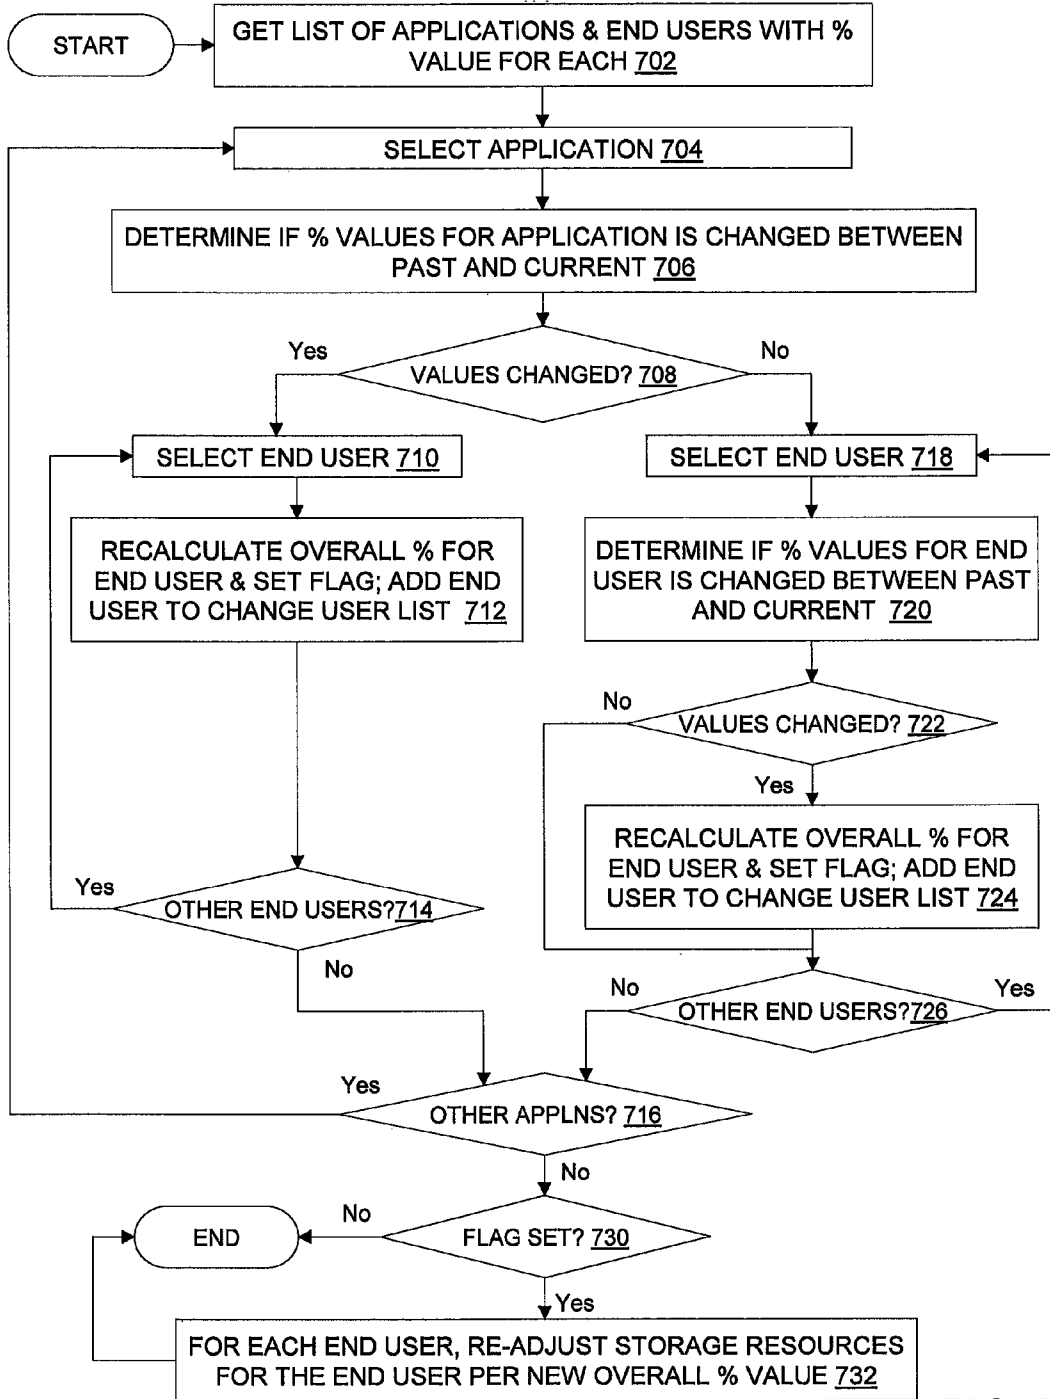 START
GET LIST OF APPLICATIONS & END USERS WITH %
VALUE FOR EACH 702
SELECT APPLICATION 704
DETERMINE IF % VALUES FOR APPLICATION IS CHANGED BETWEEN
PAST AND CURRENT 706
Yes
VALUES CHANGED? 708
No
SELECT END USER 710
SELECT END USER 718
RECALCULATE OVERALL % FOR
END USER & SET FLAG; ADD END
USER TO CHANGE USER LIST 712
DETERMINE IF % VALUES FOR END
USER IS CHANGED BETWEEN PAST
AND CURRENT 720
No
VALUES CHANGED? 722
Yes
RECALCULATE OVERALL % FOR
END USER & SET FLAG; ADD END
USER TO CHANGE USER LIST 724
Yes
OTHER END USERS?714
No
No
OTHER END USERS?726
Yes
Yes
OTHER APPLNS? 716
No
END
No
FLAG SET? 730
Yes
FOR EACH END USER, RE-ADJUST STORAGE RESOURCES
FOR THE END USER PER NEW OVERALL % VALUE 732